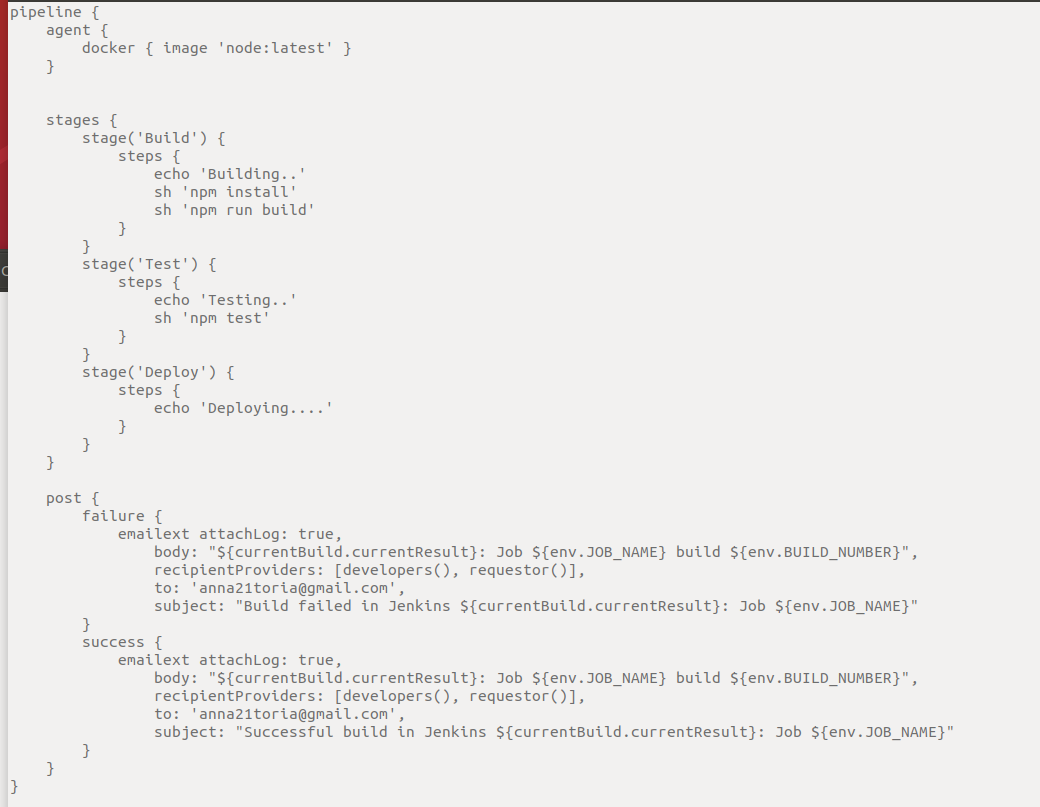 pipeline {
    agent {
        docker { image 'node:latest' }
    }


    stages {
        stage('Build') {
            steps {
                echo 'Building..'
                sh 'npm install'
                sh 'npm run build'
            }
        }
        stage('Test') {
            steps {
                echo 'Testing..'
                sh 'npm test'
            }
        }
        stage('Deploy') {
            steps {
                echo 'Deploying....'
            }
        }
    }

    post {
        failure {
            emailext attachLog: true,
                body: "${currentBuild.currentResult}: Job ${env.JOB_NAME} build ${env.BUILD_NUMBER}",
                recipientProviders: [developers(), requestor()],
                to: 'anna21toria@gmail.com',
                subject: "Build failed in Jenkins ${currentBuild.currentResult}: Job ${env.JOB_NAME}"
        }
        success {
            emailext attachLog: true,
                body: "${currentBuild.currentResult}: Job ${env.JOB_NAME} build ${env.BUILD_NUMBER}",
                recipientProviders: [developers(), requestor()],
                to: 'anna21toria@gmail.com',
                subject: "Successful build in Jenkins ${currentBuild.currentResult}: Job ${env.JOB_NAME}"
        }
    }
}